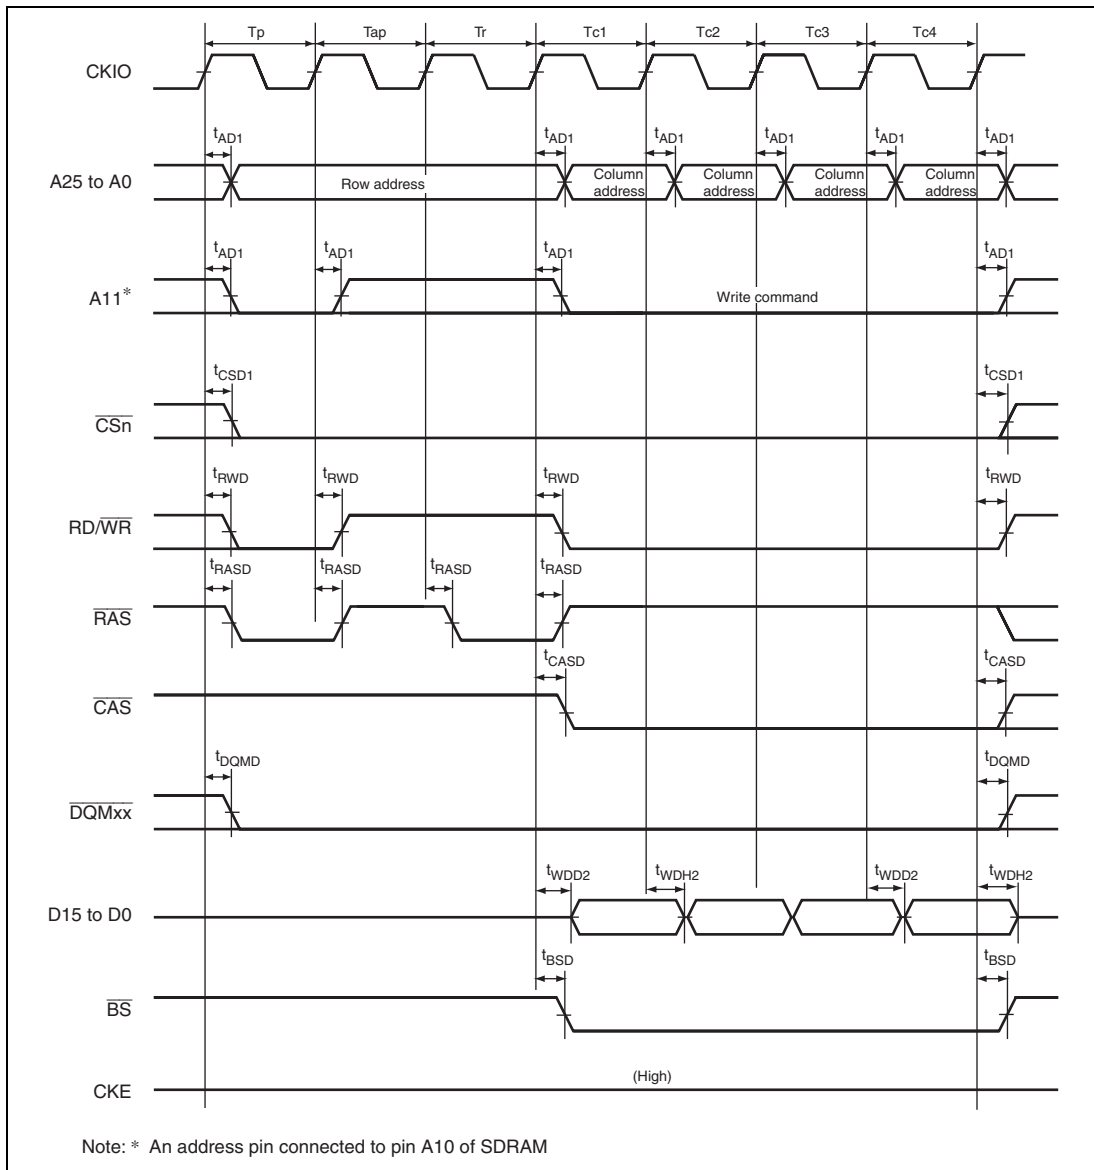 Tp Tap Tr Tc1 Tc2 Tc3 Tc4
CKIO
tAD1 tAD1 tAD1 tAD1 tAD1 tAD1
A25 to A0 Row address Column address Column address Column address Column address
tAD1 tAD1 tAD1 tAD1
A11* Write command
tCSD1 tCSD1
CSn
tRWD tRWD tRWD tRWD
RD/WR
tRASD tRASD tRASD tRASD
RAS
tCASD tCASD
CAS
tDQMD tDQMD
DQMxx
tWDD2 tWDH2 tWDD2 tWDH2
D15 to D0
tBSD tBSD
BS
(High)
CKE
Note: * An address pin connected to pin A10 of SDRAM